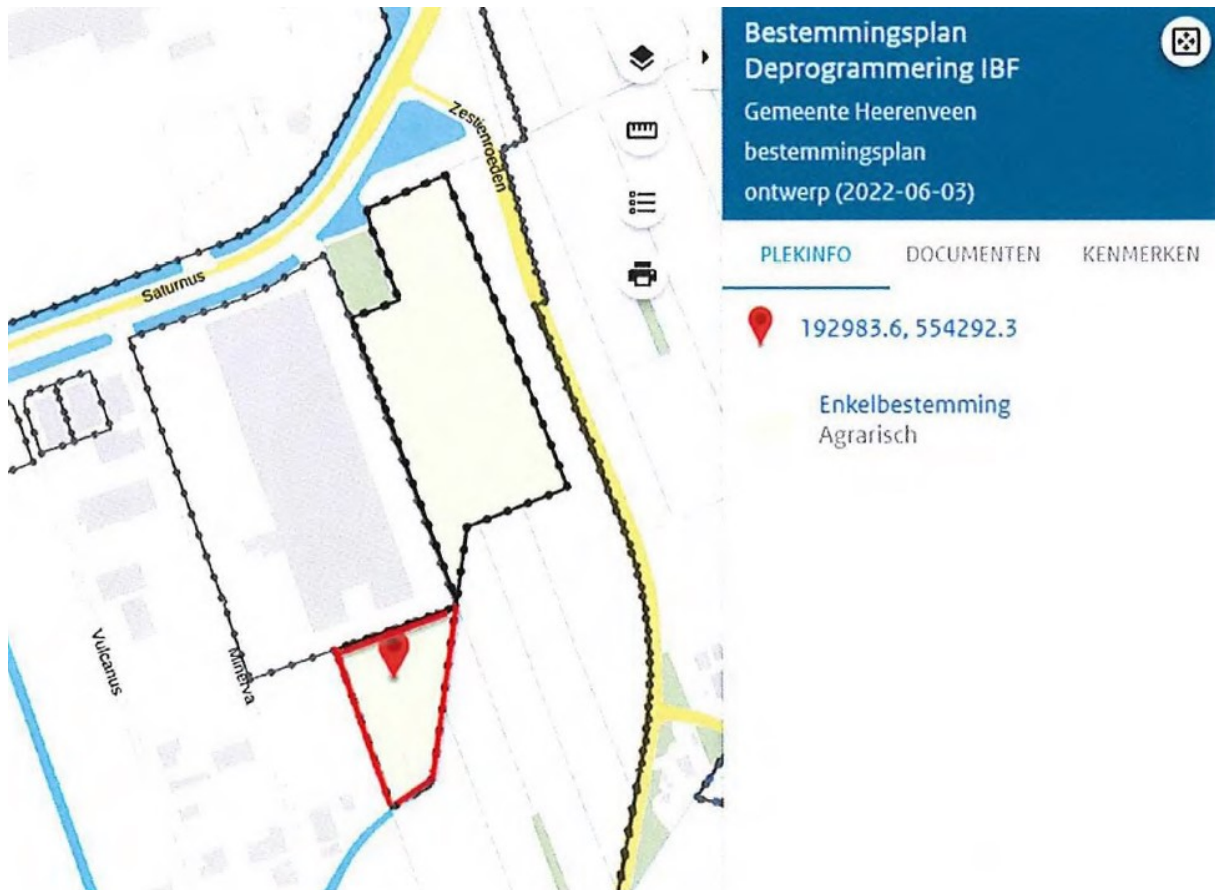 Bestemmingsplan
Deprogrammering IBF
Gemeente Heerenveen
bestemmingsplan
ontwerp (2022-06-03)
PLEKINFO DOCUMENTEN KENMERKEN
192983.6, 554292.3
Enkelbestemming
Agrarisch
Zestienroeden
Saturnus
Vulcanus
Minerva